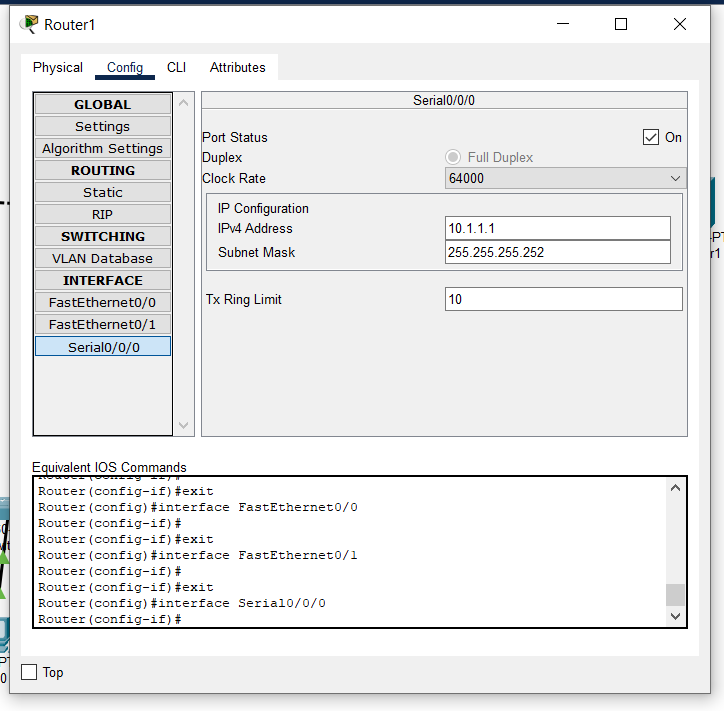 Router1
Physical Config CLI Attributes
GLOBAL
Settings
Algorithm Settings
ROUTING
Static
RIP
SWITCHING
VLAN Database
INTERFACE
FastEthernet0/0
FastEthernet0/1
Serial0/0/0
Serial0/0/0
Port Status On
Duplex Full Duplex
Clock Rate 64000
IP Configuration
IPv4 Address 10.1.1.1
Subnet Mask 255.255.255.252
Tx Ring Limit 10
Equivalent IOS Commands
Router(config-if)#
Router(config-if)#exit
Router(config)#interface FastEthernet0/0
Router(config-if)#
Router(config-if)#exit
Router(config)#interface FastEthernet0/1
Router(config-if)#
Router(config-if)#exit
Router(config)#interface Serial0/0/0
Router(config-if)#
Top